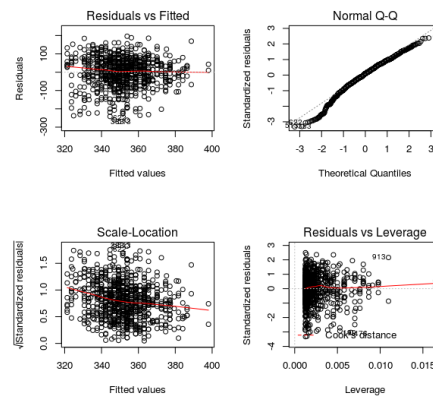 Residuals vs Fitted
Residuals
100
-100
-300
320 340 360 380 400
Fitted values
Normal Q-Q
Standardized residuals
3
2
1
0
-1
-3
-3 -2 -1 0 1 2 3
Theoretical Quantiles
Scale-Location
√|Standardized residuals|
1.5
1.0
0.5
0.0
320 340 360 380 400
Fitted values
Residuals vs Leverage
Standardized residuals
3
2
1
0
-2
-4
913
Cook's distance
0.000 0.005 0.010 0.015
Leverage